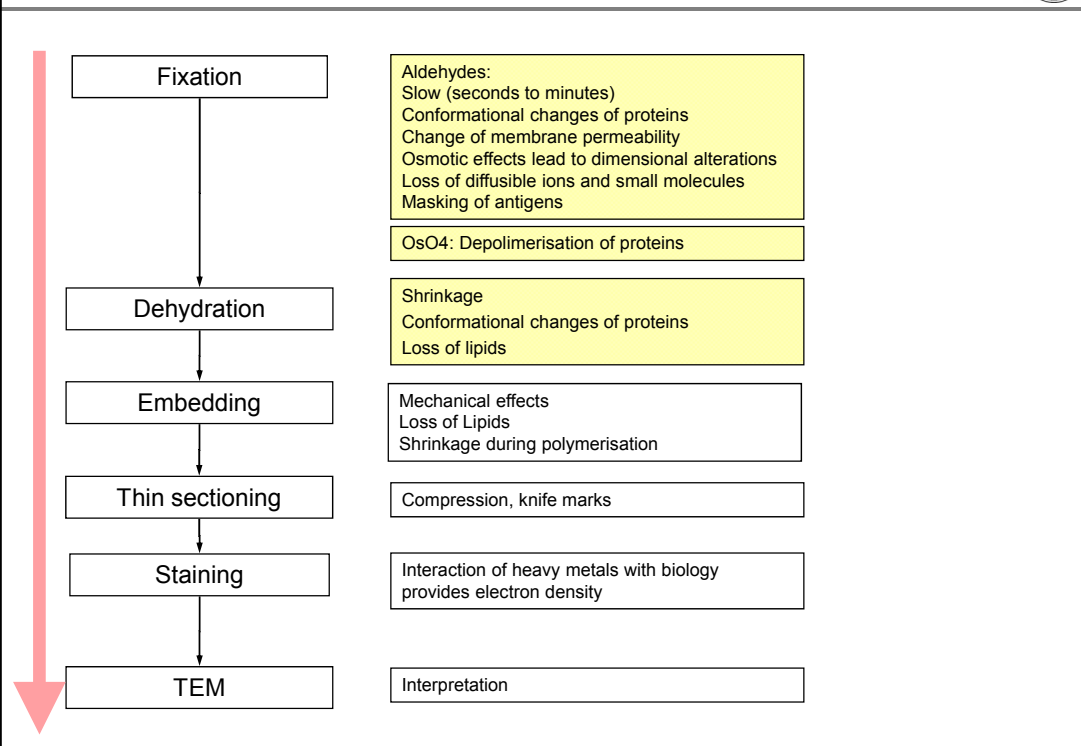 Fixation
Aldehydes:
Slow (seconds to minutes)
Conformational changes of proteins
Change of membrane permeability
Osmotic effects lead to dimensional alterations
Loss of diffusible ions and small molecules
Masking of antigens
OsO4: Depolimerisation of proteins
Dehydration
Shrinkage
Conformational changes of proteins
Loss of lipids
Embedding
Mechanical effects
Loss of Lipids
Shrinkage during polymerisation
Thin sectioning
Compression, knife marks
Staining
Interaction of heavy metals with biology
provides electron density
TEM
Interpretation